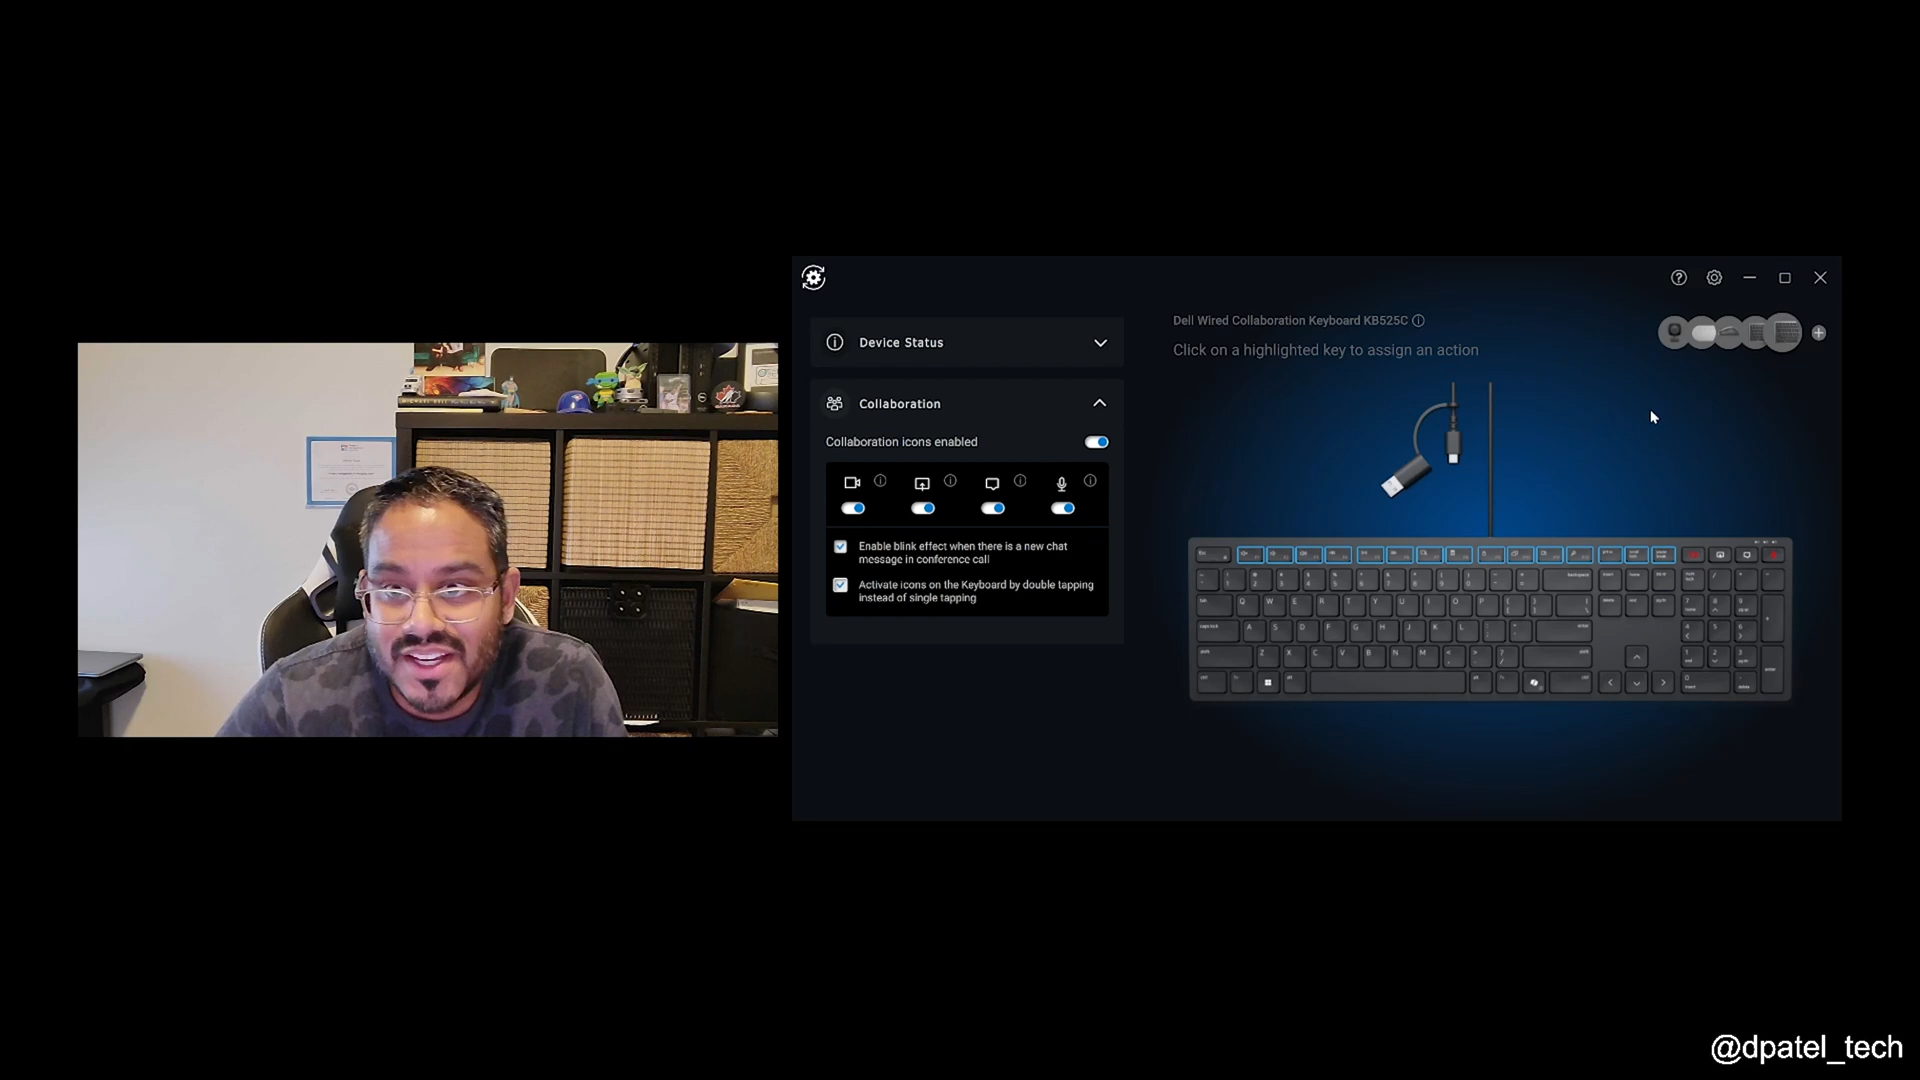 Dell Wired Collaboration Keyboard KB525C
Click on a highlighted key to assign an action
Device Status
Collaboration
Collaboration icons enabled
Enable blink effect when there is a new chat
message in conference call
Activate icons on the Keyboard by double tapping
instead of single tapping
Q W E R T Y U I O P
A S D F G H J K L
Z X C V B N M
@dpatel_tech